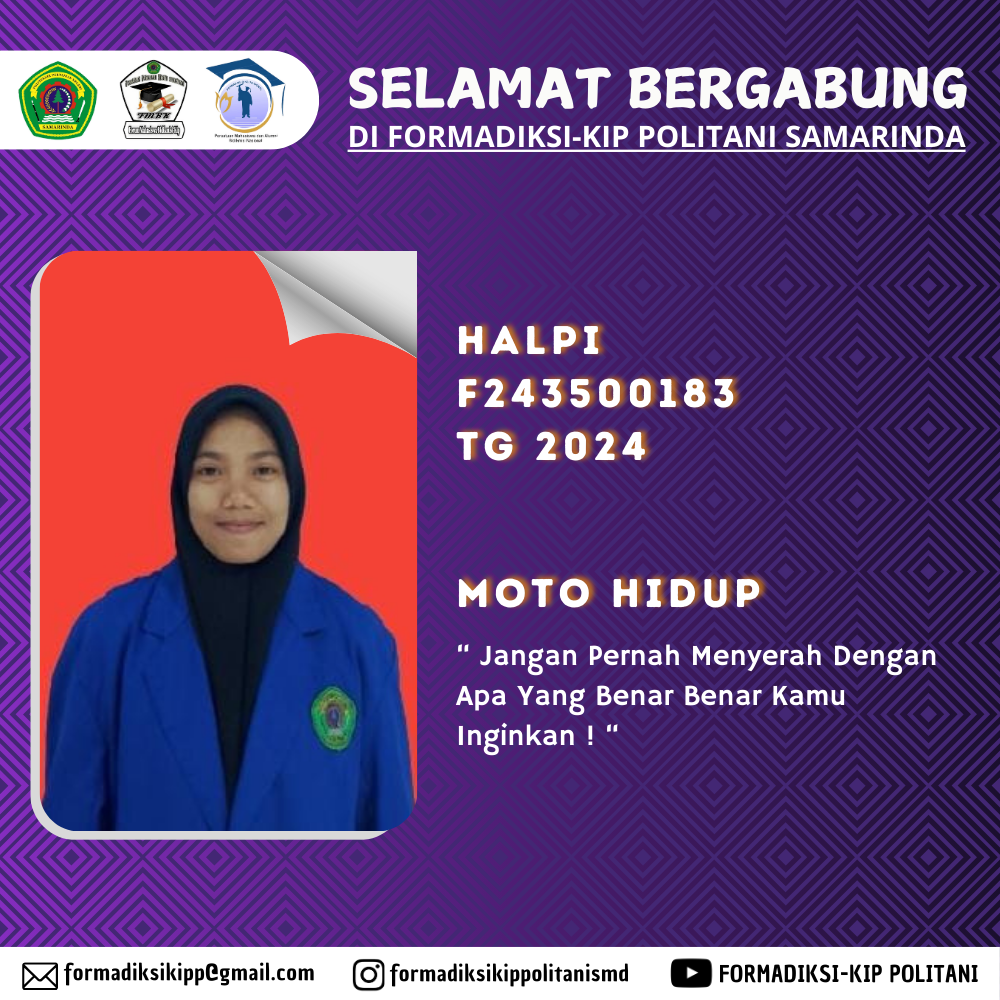 SELAMAT BERGABUNG
DI FORMADIKSI-KIP POLITANI SAMARINDA
SAMARINDA
HALPI
F243500183
TG 2024
MOTO HIDUP
“ Jangan Pernah Menyerah Dengan
Apa Yang Benar Benar Kamu
Inginkan ! “
formadiksikipp@gmail.com
formadiksikippolitanismd
FORMADIKSI-KIP POLITANI